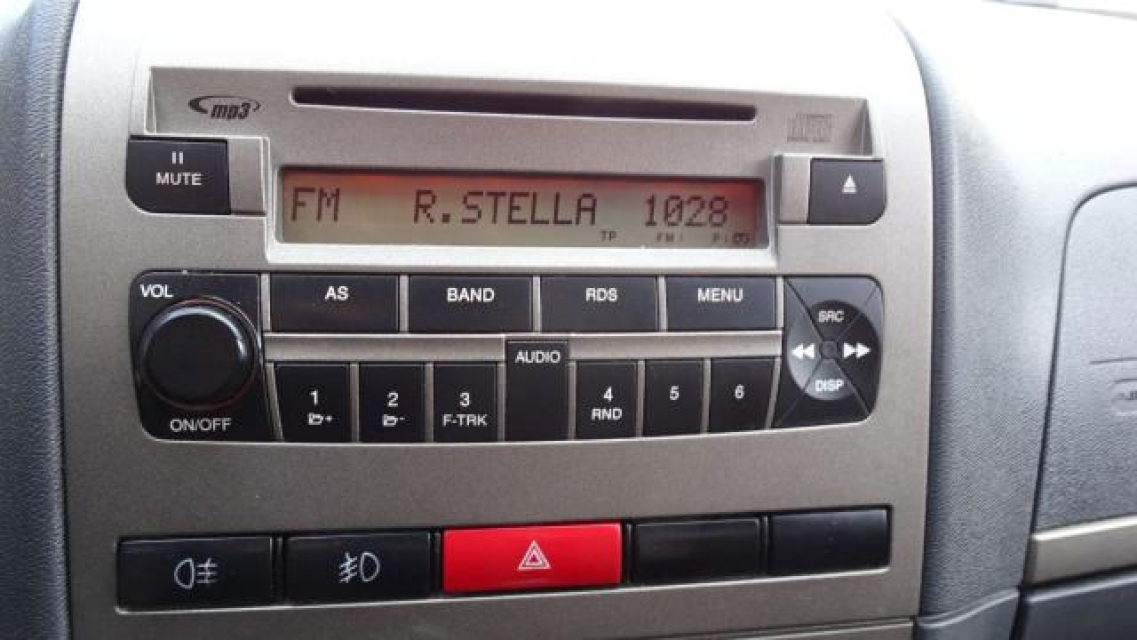 mp3
MUTE
FM R.STELLA 1028
TP FM I
VOL AS BAND RDS MENU
SRC
AUDIO
DISP
1 2 3 4 5 6
F-TRK RND
ON/OFF